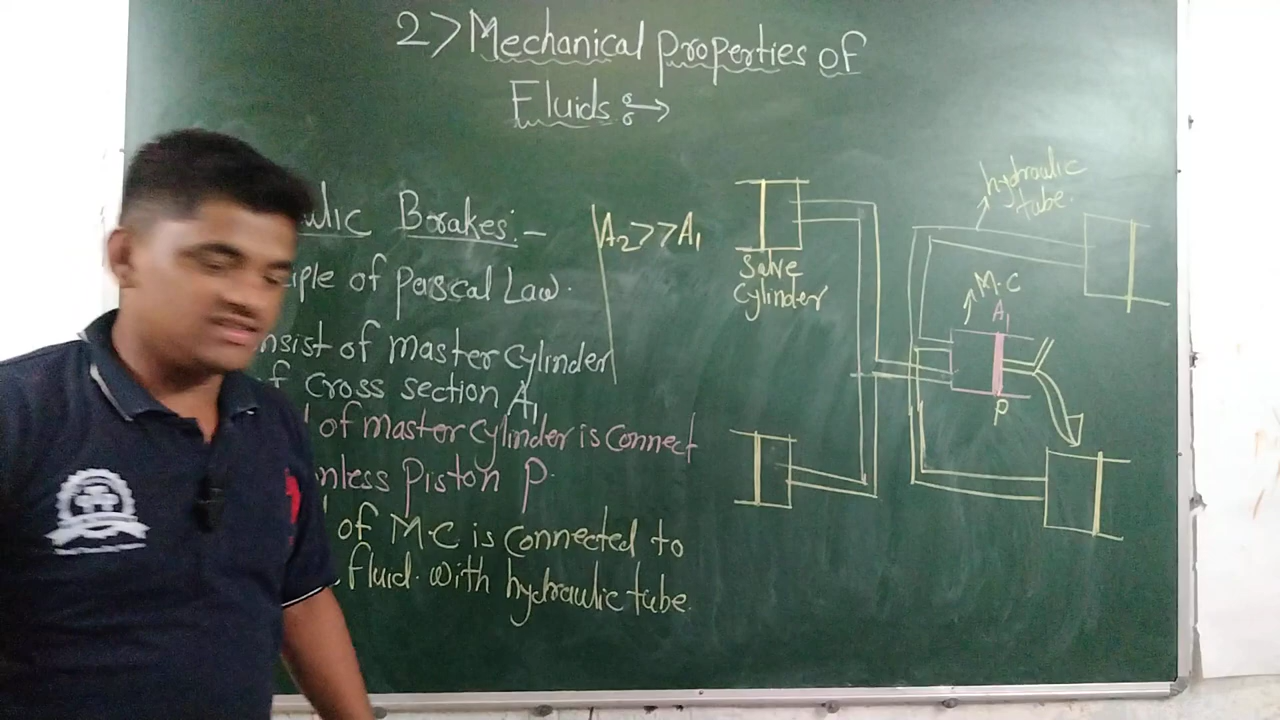 2> Mechanical properties of
Fluids :→
ulic Brakes:-
iple of pascal Law.
nsist of master cylinder
f cross section A1
l of master cylinder is connect
nless piston P.
l of M-C is connected to
fluid. with hydraulic tube.
A2>>A1
Salve
Cylinder
hydraulic
tube.
M-C
A1
P